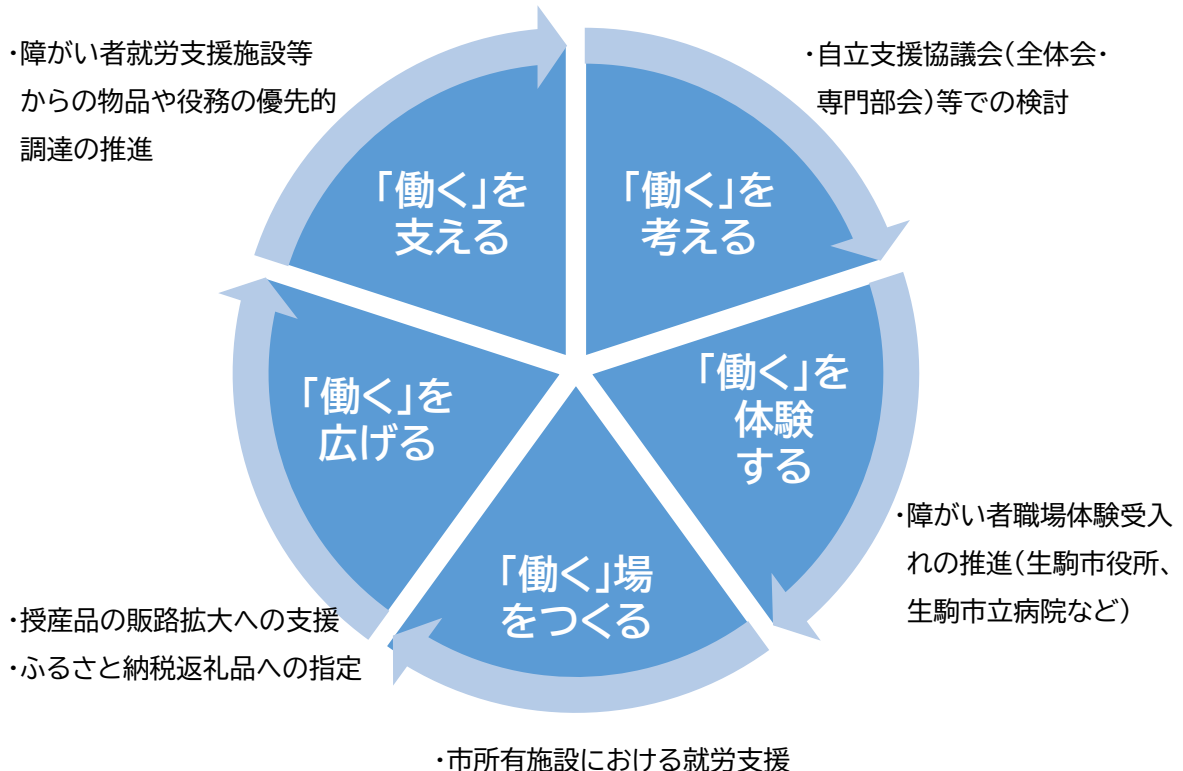 ・障がい者就労支援施設等
からの物品や役務の優先的
調達の推進
・自立支援協議会（全体会・
専門部会）等での検討
「働く」を
支える
「働く」を
考える
「働く」を
広げる
「働く」を
体験
する
「働く」場
をつくる
・障がい者職場体験受入
れの推進（生駒市役所、
生駒市立病院など）
・授産品の販路拡大への支援
・ふるさと納税返礼品への指定
・市所有施設における就労支援